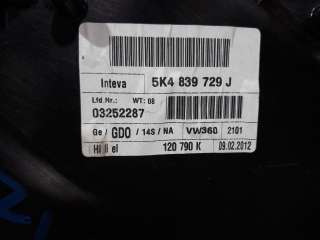 Inteva 5K4 839 729 J
Lfd Nr.: WT: 08
03252287
Ge / GDO / 14S / NA VW360 2101
120 790 K 09.02.2012